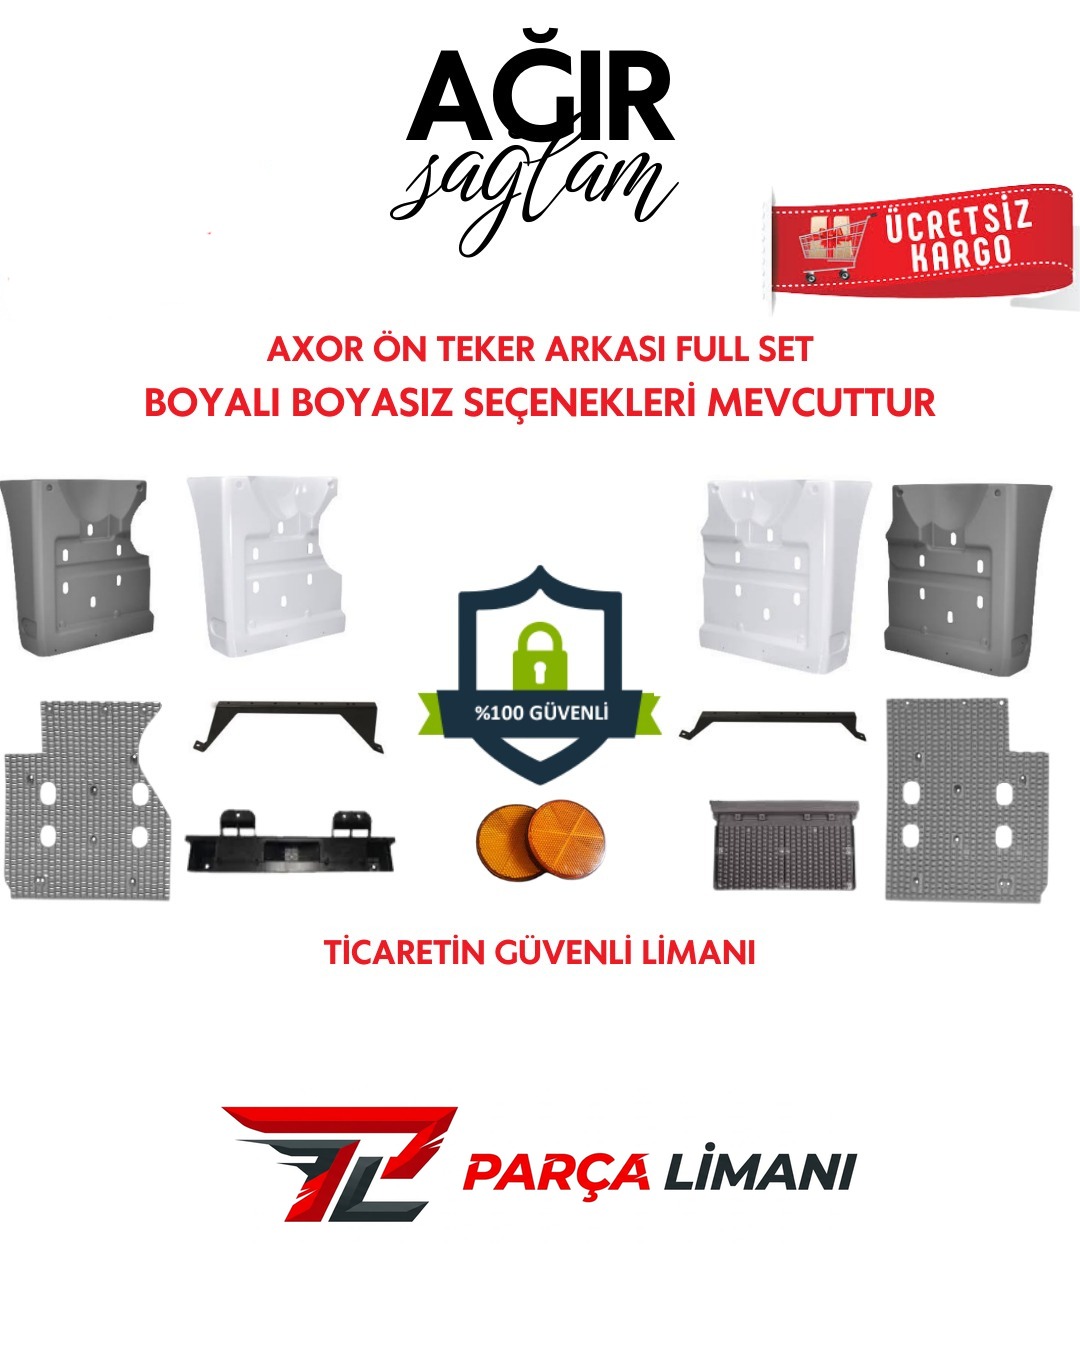 AĞIR
sağlam
ÜCRETSİZ
KARGO
AXOR ÖN TEKER ARKASI FULL SET
BOYALI BOYASIZ SEÇENEKLERİ MEVCUTTUR
%100 GÜVENLİ
TİCARETİN GÜVENLİ LİMANI
PARÇA LİMANI